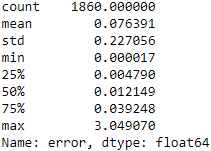 count 1860.000000
mean 0.076391
std 0.227056
min 0.000017
25% 0.004790
50% 0.012149
75% 0.039248
max 3.049070
Name: error, dtype: float64